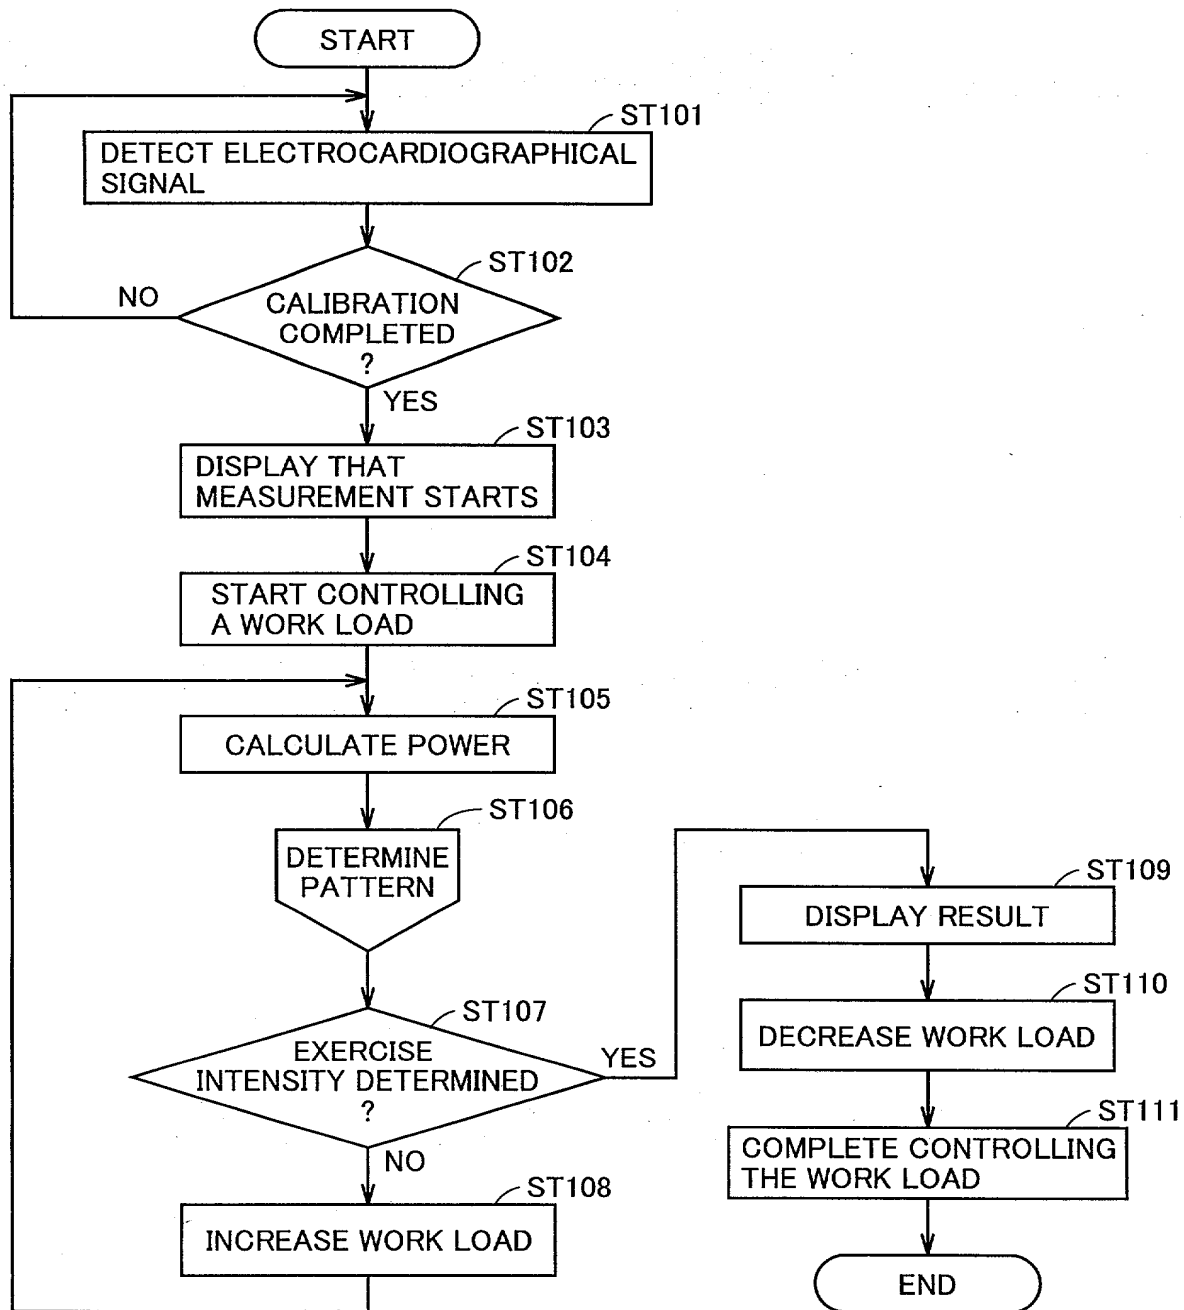 START
ST101
DETECT ELECTROCARDIOGRAPHICAL
SIGNAL
ST102
NO
CALIBRATION
COMPLETED
?
YES
ST103
DISPLAY THAT
MEASUREMENT STARTS
ST104
START CONTROLLING
A WORK LOAD
ST105
CALCULATE POWER
ST106
DETERMINE
PATTERN
ST107
EXERCISE
INTENSITY DETERMINED
?
YES
NO
ST108
INCREASE WORK LOAD
ST109
DISPLAY RESULT
ST110
DECREASE WORK LOAD
ST111
COMPLETE CONTROLLING
THE WORK LOAD
END